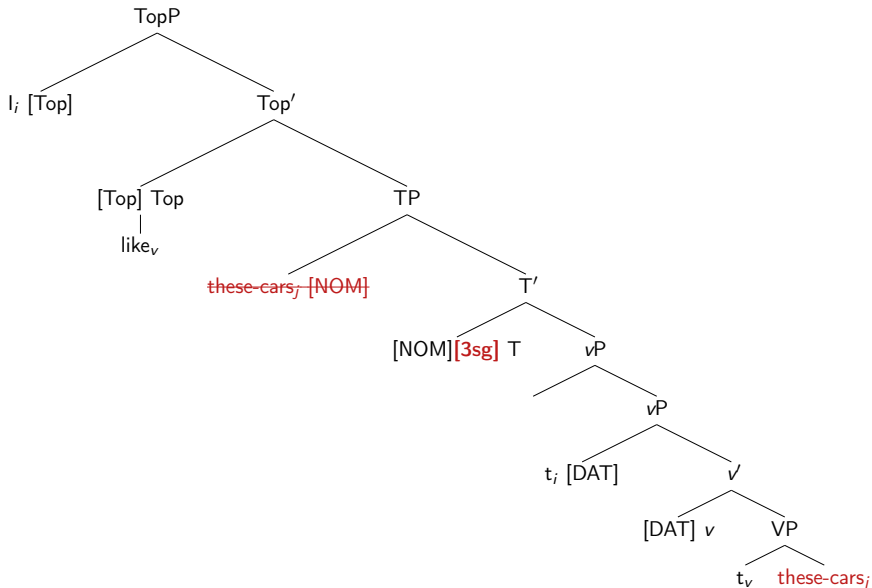 TopP
I_i [Top] Top′
[Top] Top TP
like_v
these-cars_j [NOM] T′
[NOM][3sg] T vP
vP
t_i [DAT] v′
[DAT] v VP
t_v these-cars_j